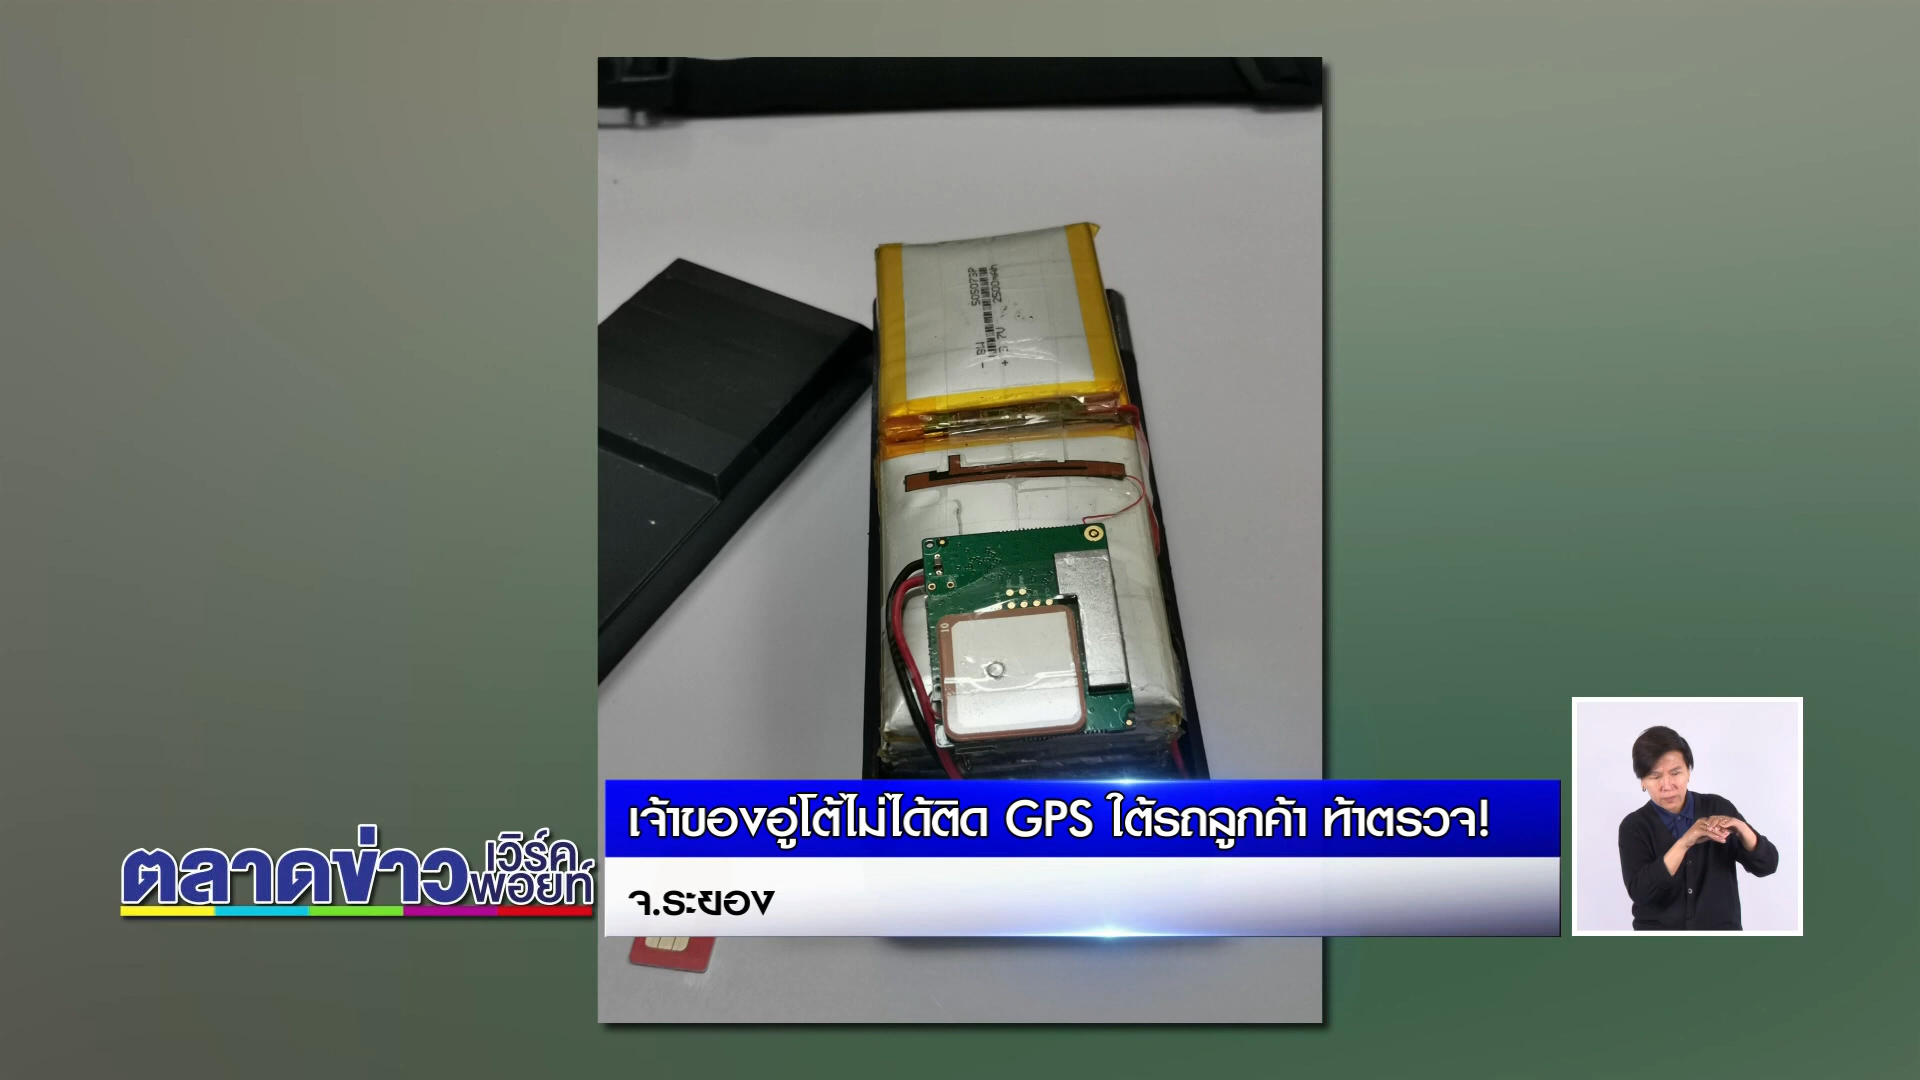 เจ้าของอู่โต้ไม่ได้ติด GPS ใต้รถลูกค้า ท้าตรวจ!
จ.ระยอง
ตลาดข่าว
เวิร์ค
พอยท์
10